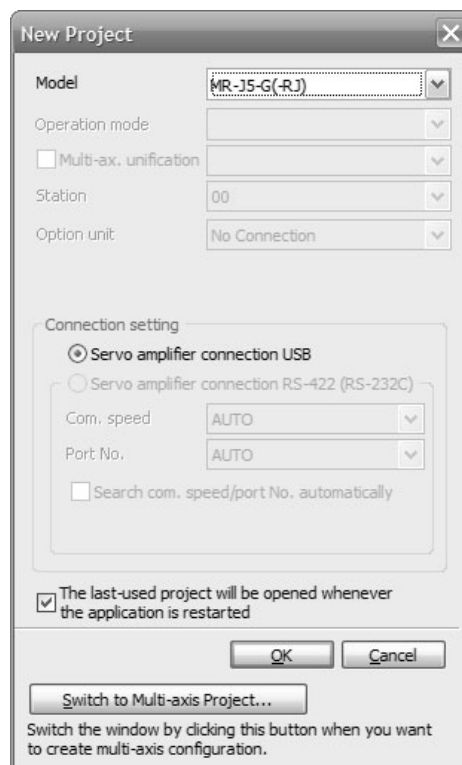 New Project
Model MR-J5-G(-RJ)
Operation mode
Multi-ax. unification
Station 00
Option unit No Connection
Connection setting
Servo amplifier connection USB
Servo amplifier connection RS-422 (RS-232C)
Com. speed AUTO
Port No. AUTO
Search com. speed/port No. automatically
The last-used project will be opened whenever
the application is restarted
OK Cancel
Switch to Multi-axis Project...
Switch the window by clicking this button when you want
to create multi-axis configuration.